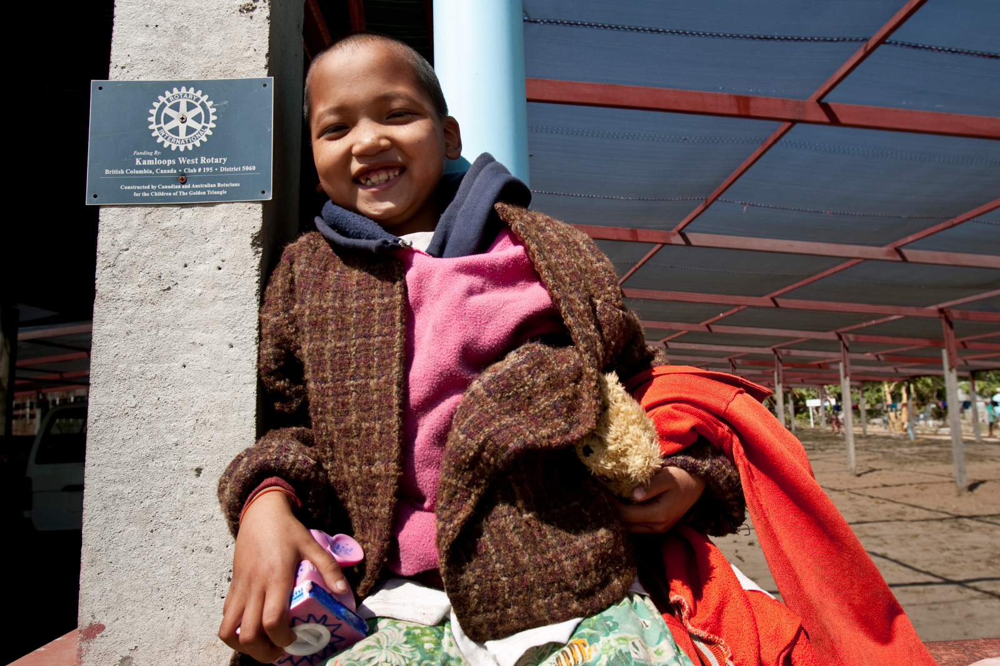 ROTARY
INTERNATIONAL
Funding By:
Kamloops West Rotary
British Columbia, Canada • Club # 195 • District 5060
Constructed by Canadian and Australian Rotarians
for the Children of The Golden Triangle